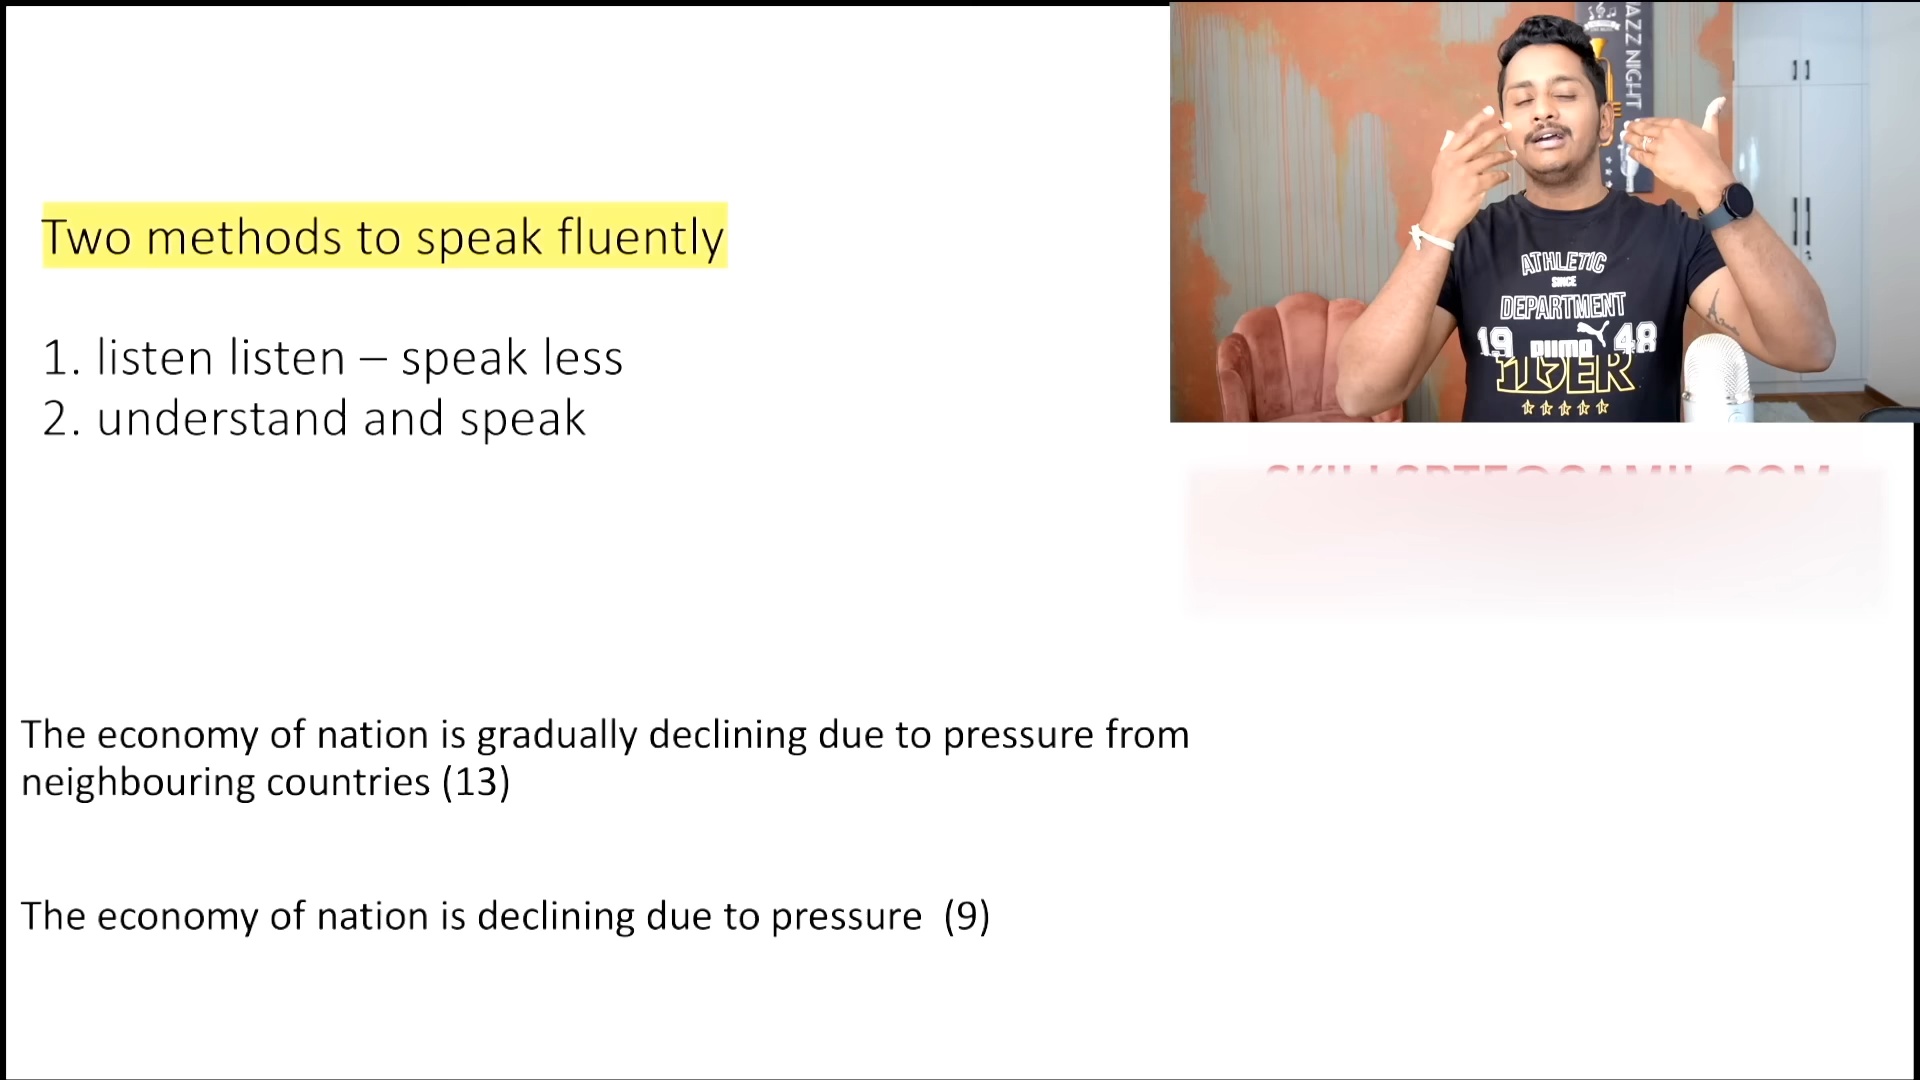 Two methods to speak fluently
1. listen listen – speak less
2. understand and speak
The economy of nation is gradually declining due to pressure from
neighbouring countries (13)
The economy of nation is declining due to pressure (9)
JAZZ NIGHT
ATHLETIC
SINCE
DEPARTMENT
19 PUMA 48